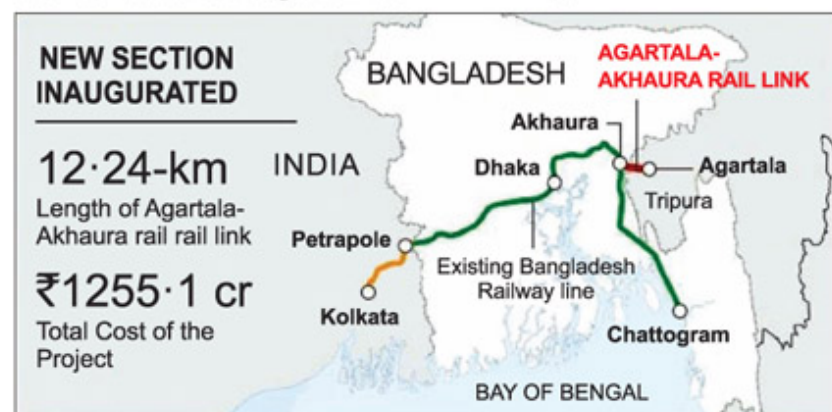 NEW SECTION
INAUGURATED
12·24-km
Length of Agartala-
Akhaura rail rail link
₹1255·1 cr
Total Cost of the
Project
BANGLADESH
AGARTALA-
AKHAURA RAIL LINK
Akhaura
INDIA
Dhaka
Agartala
Tripura
Petrapole
Existing Bangladesh
Railway line
Kolkata
Chattogram
BAY OF BENGAL